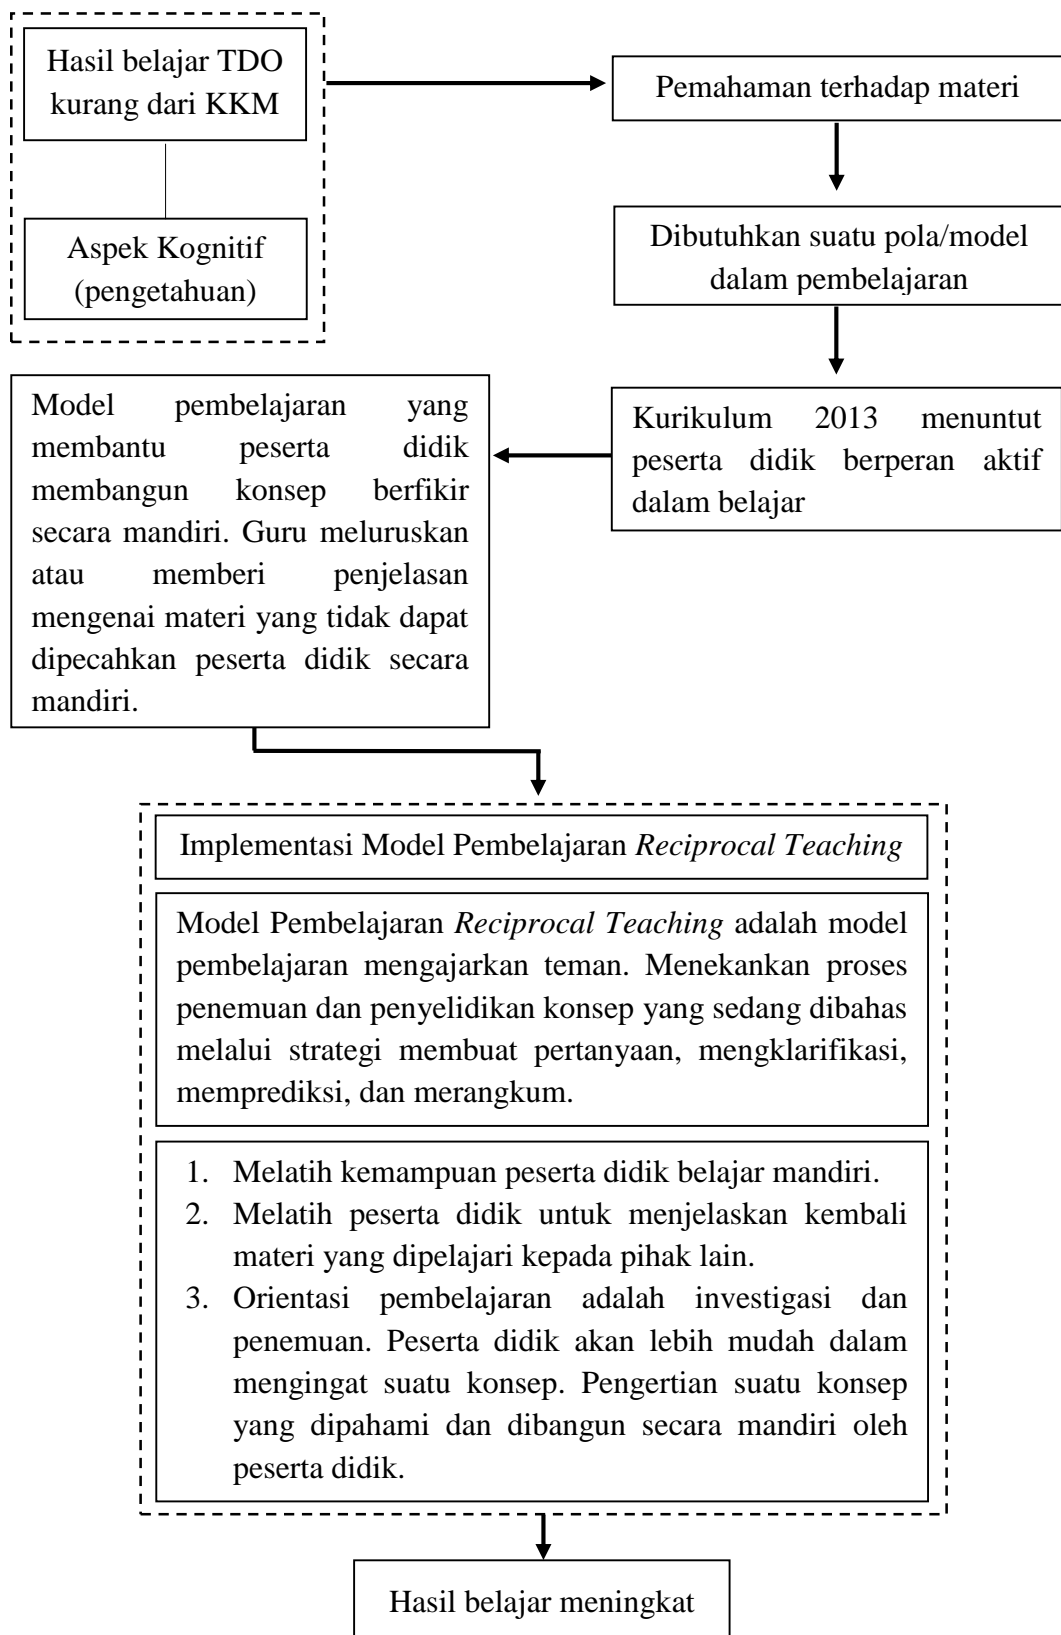 Hasil belajar TDO
kurang dari KKM
Aspek Kognitif
(pengetahuan)
Pemahaman terhadap materi
Dibutuhkan suatu pola/model
dalam pembelajaran
Kurikulum 2013 menuntut
peserta didik berperan aktif
dalam belajar
Model pembelajaran yang
membantu peserta didik
membangun konsep berfikir
secara mandiri. Guru meluruskan
atau memberi penjelasan
mengenai materi yang tidak dapat
dipecahkan peserta didik secara
mandiri.
Implementasi Model Pembelajaran Reciprocal Teaching
Model Pembelajaran Reciprocal Teaching adalah model
pembelajaran mengajarkan teman. Menekankan proses
penemuan dan penyelidikan konsep yang sedang dibahas
melalui strategi membuat pertanyaan, mengklarifikasi,
memprediksi, dan merangkum.
1. Melatih kemampuan peserta didik belajar mandiri.
2. Melatih peserta didik untuk menjelaskan kembali
materi yang dipelajari kepada pihak lain.
3. Orientasi pembelajaran adalah investigasi dan
penemuan. Peserta didik akan lebih mudah dalam
mengingat suatu konsep. Pengertian suatu konsep
yang dipahami dan dibangun secara mandiri oleh
peserta didik.
Hasil belajar meningkat